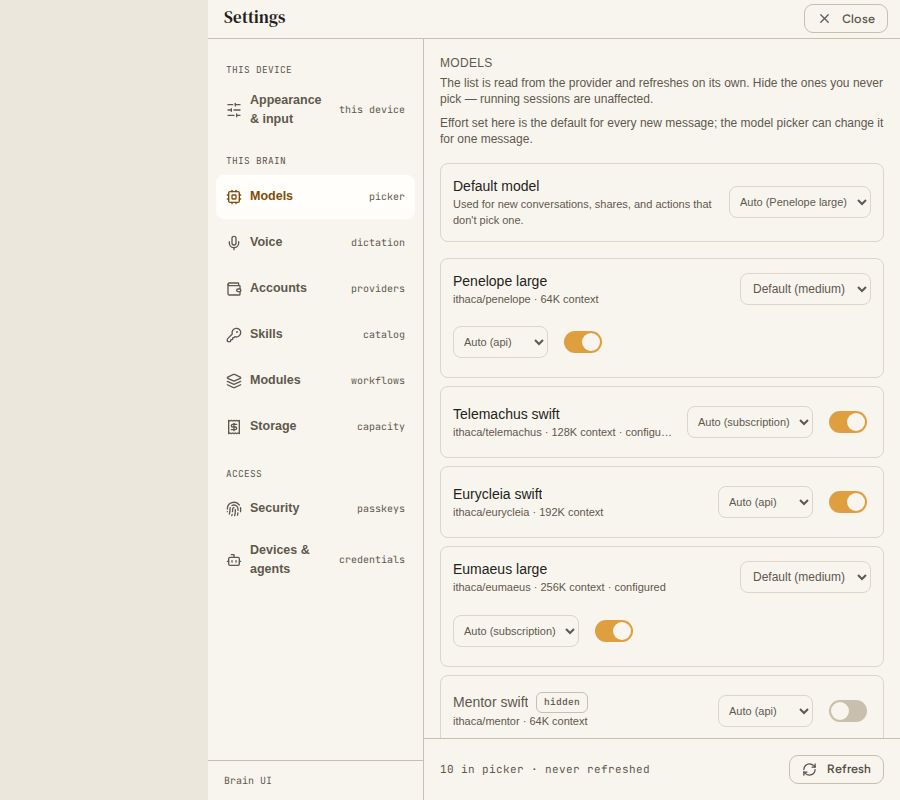 Settings
Close
THIS DEVICE
Appearance & input
this device
THIS BRAIN
Models
picker
Voice
dictation
Accounts
providers
Skills
catalog
Modules
workflows
Storage
capacity
ACCESS
Security
passkeys
Devices & agents
credentials
Brain UI
MODELS
The list is read from the provider and refreshes on its own. Hide the ones you never
pick — running sessions are unaffected.
Effort set here is the default for every new message; the model picker can change it
for one message.
Default model
Used for new conversations, shares, and actions that
don't pick one.
Auto (Penelope large)
Penelope large
ithaca/penelope · 64K context
Default (medium)
Auto (api)
Telemachus swift
ithaca/telemachus · 128K context · configu…
Auto (subscription)
Eurycleia swift
ithaca/eurycleia · 192K context
Auto (api)
Eumaeus large
ithaca/eumaeus · 256K context · configured
Default (medium)
Auto (subscription)
Mentor swift hidden
ithaca/mentor · 64K context
Auto (api)
10 in picker · never refreshed
Refresh